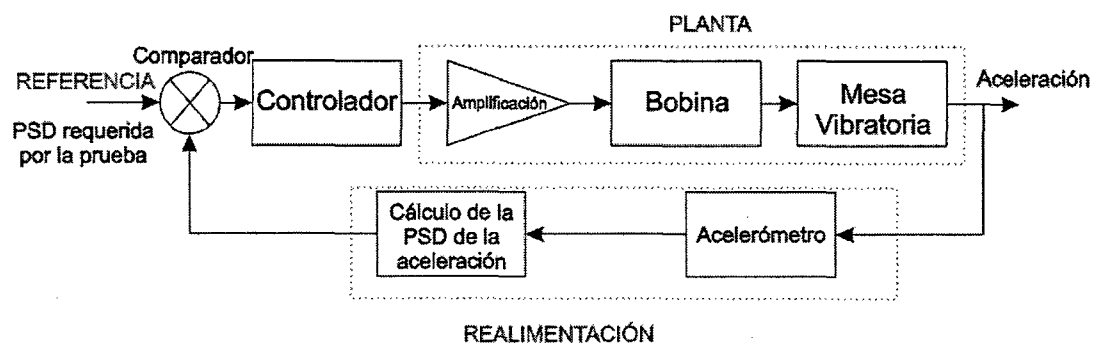 PLANTA
Comparador
REFERENCIA
PSD requerida
por la prueba
Controlador
Amplificación
Bobina
Mesa
Vibratoria
Aceleración
Cálculo de la
PSD de la
aceleración
Acelerómetro
REALIMENTACIÓN